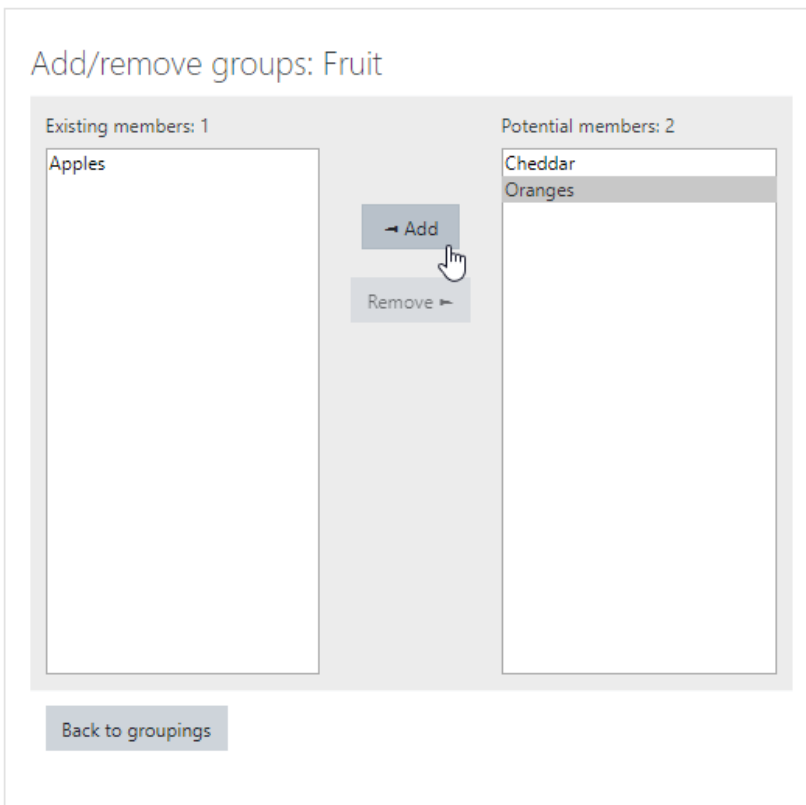 Add/remove groups: Fruit
Existing members: 1
Apples
◄ Add
Remove ►
Potential members: 2
Cheddar
Oranges
Back to groupings